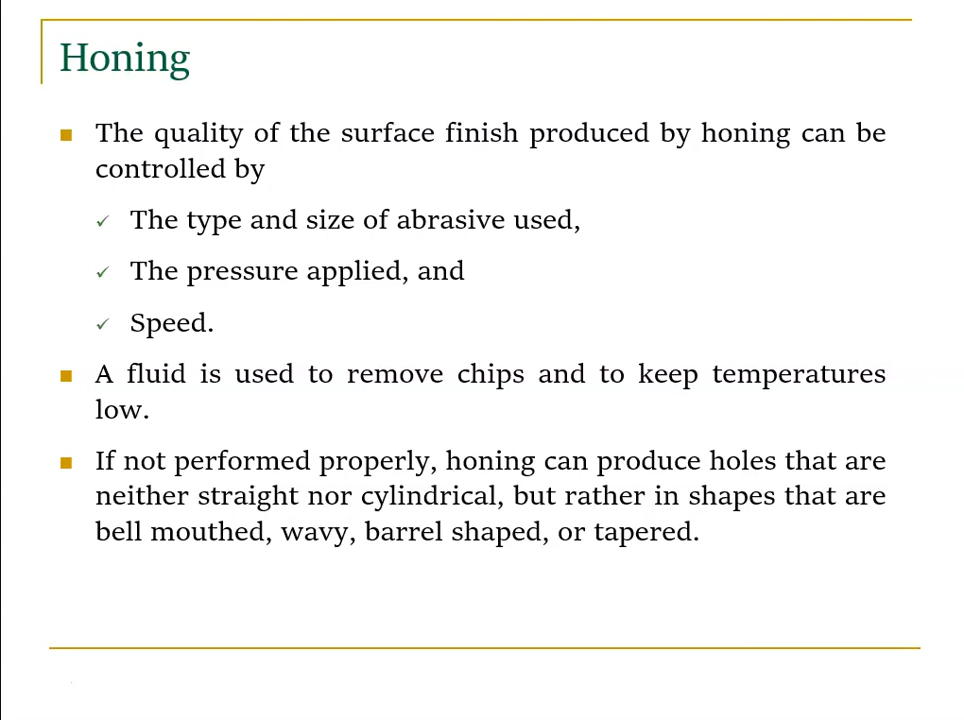 Honing
The quality of the surface finish produced by honing can be
controlled by
The type and size of abrasive used,
The pressure applied, and
Speed.
A fluid is used to remove chips and to keep temperatures
low.
If not performed properly, honing can produce holes that are
neither straight nor cylindrical, but rather in shapes that are
bell mouthed, wavy, barrel shaped, or tapered.